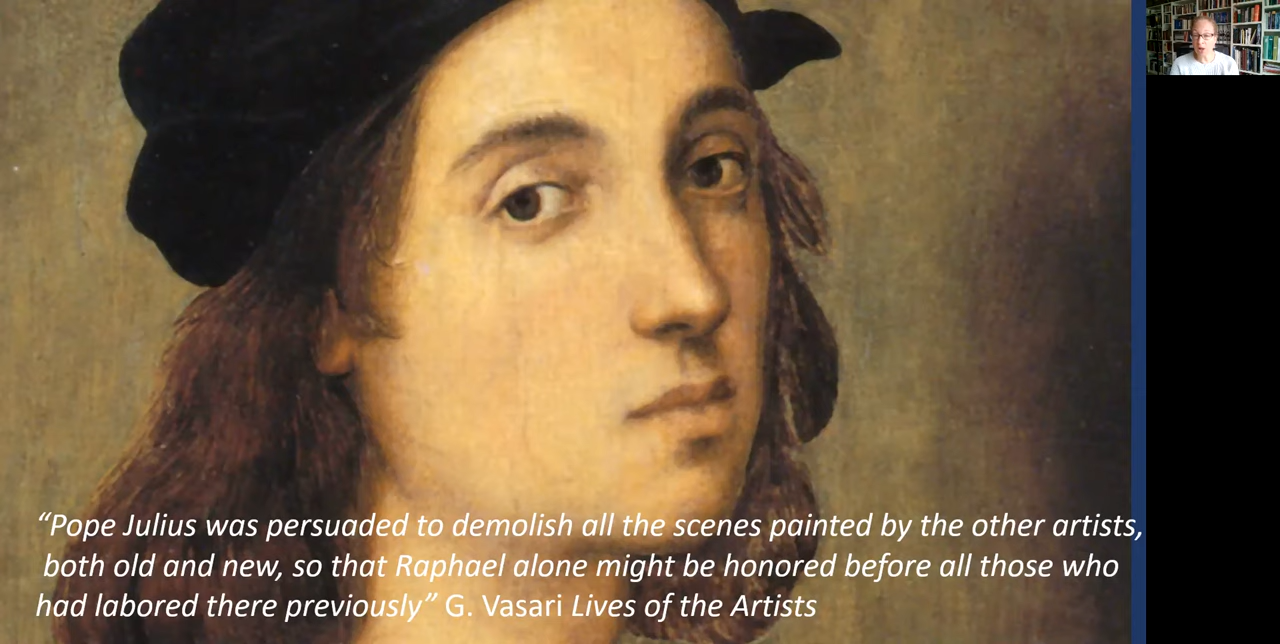 “Pope Julius was persuaded to demolish all the scenes painted by the other artists,
both old and new, so that Raphael alone might be honored before all those who
had labored there previously” G. Vasari Lives of the Artists